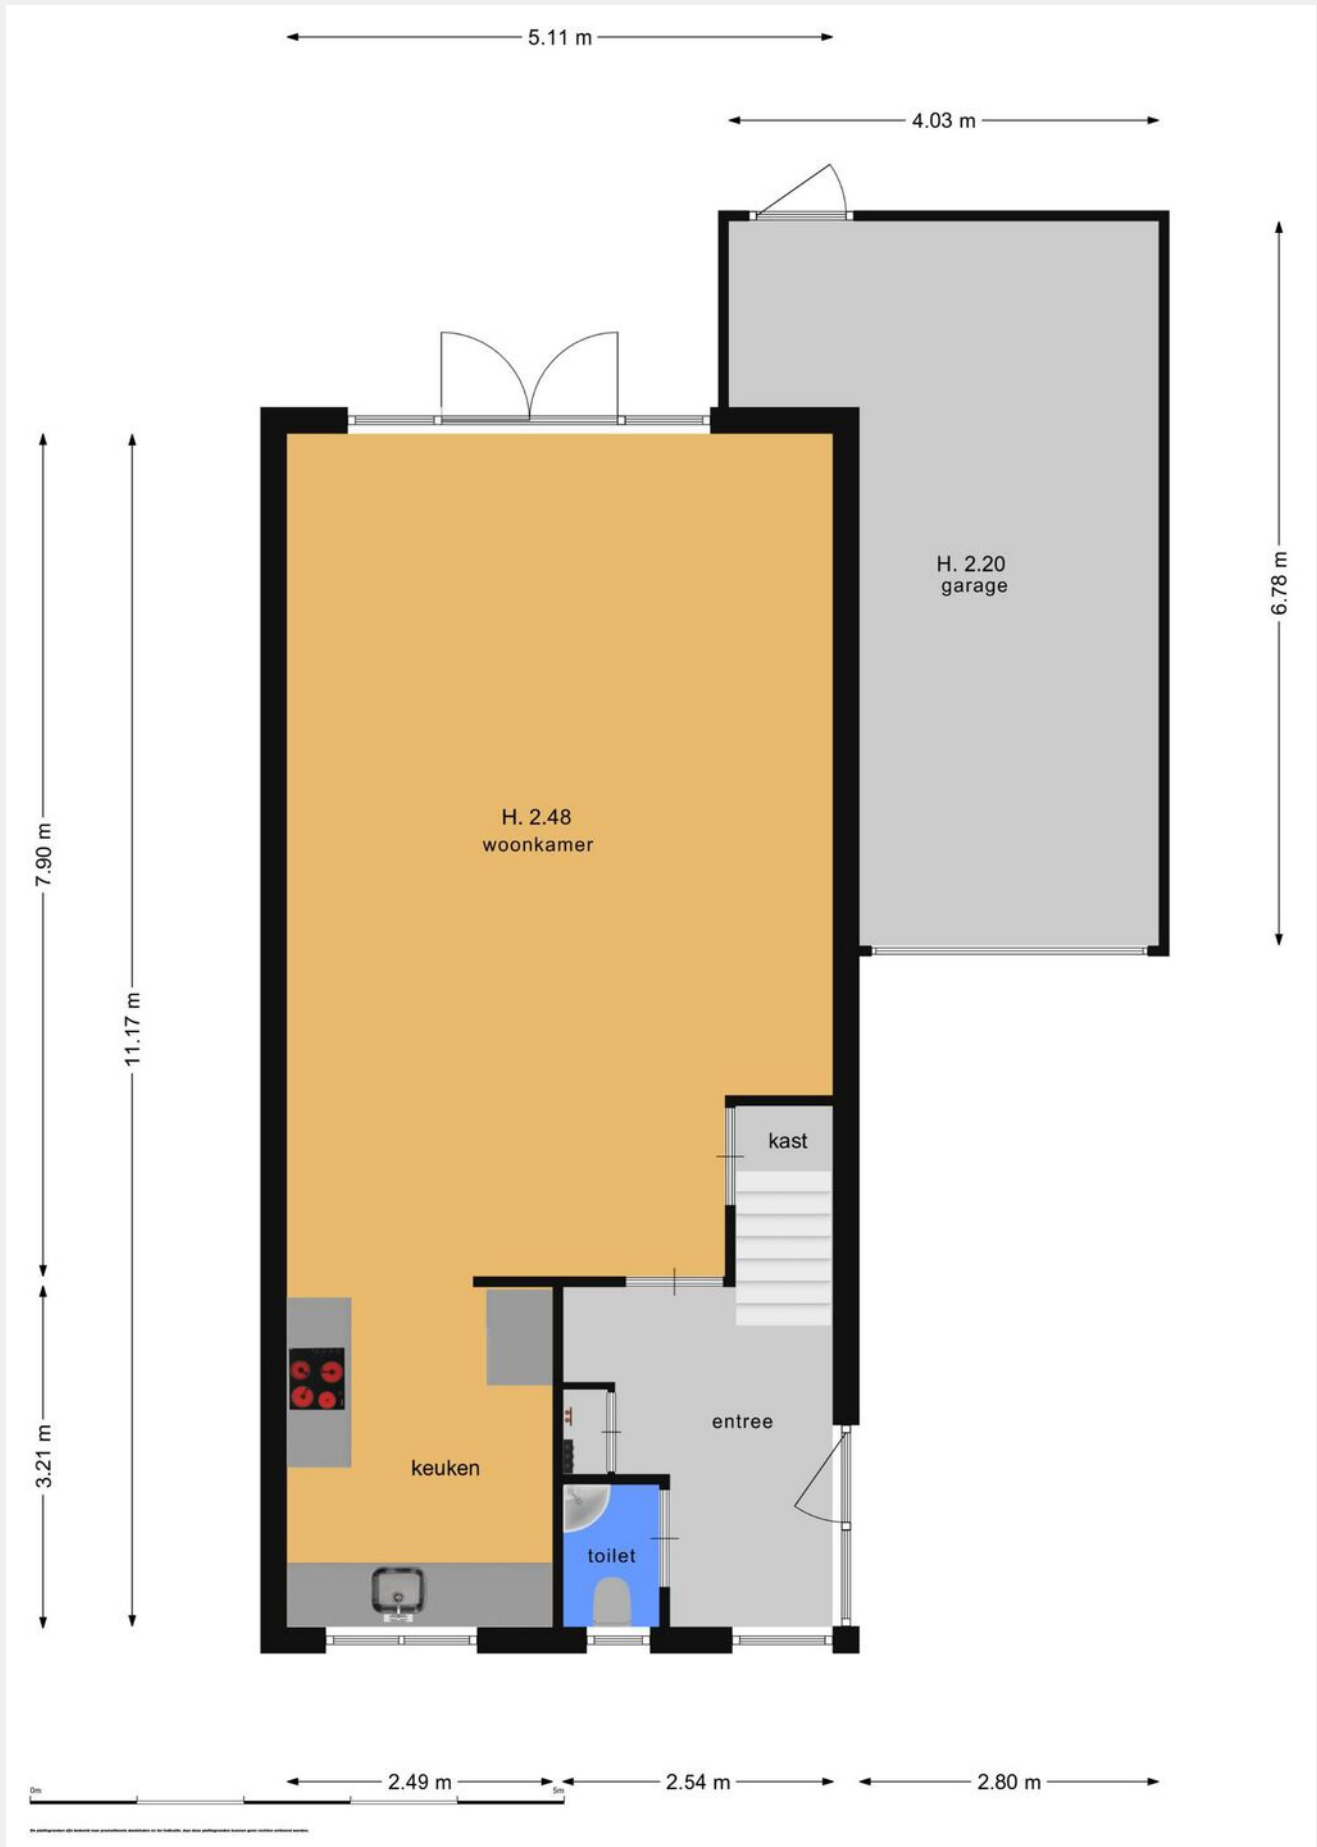 5.11 m
4.03 m
H. 2.20
garage
6.78 m
H. 2.48
woonkamer
7.90 m
11.17 m
kast
entree
keuken
3.21 m
toilet
2.49 m
2.54 m
2.80 m
0m
5m